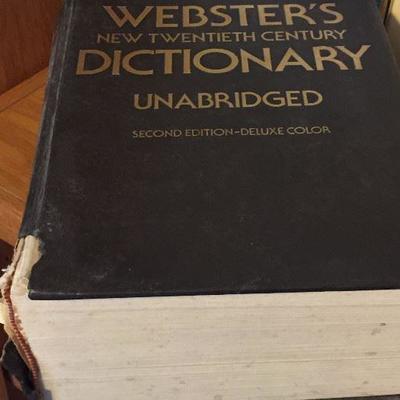 WEBSTER'S
NEW TWENTIETH CENTURY
DICTIONARY
UNABRIDGED
SECOND EDITION–DELUXE COLOR